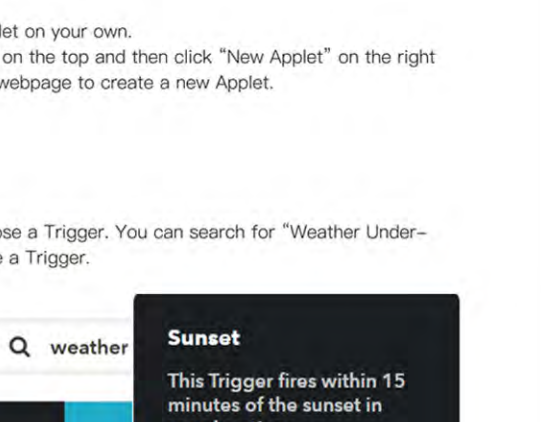 let on your own.
on the top and then click “New Applet” on the right
webpage to create a new Applet.
ose a Trigger. You can search for “Weather Under–
e a Trigger.
weather
Sunset
This Trigger fires within 15
minutes of the sunset in